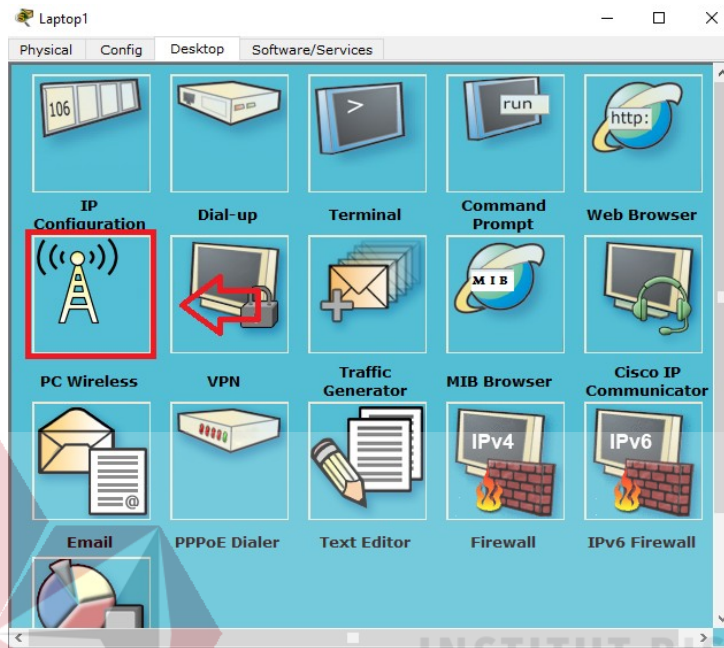 Laptop1
Physical Config Desktop Software/Services
106
>
run
http:
IP
Configuration
Dial-up
Terminal
Command
Prompt
Web Browser
MIB
PC Wireless
VPN
Traffic
Generator
MIB Browser
Cisco IP
Communicator
@
IPv4
IPv6
Email
PPPoE Dialer
Text Editor
Firewall
IPv6 Firewall
INSTITUT